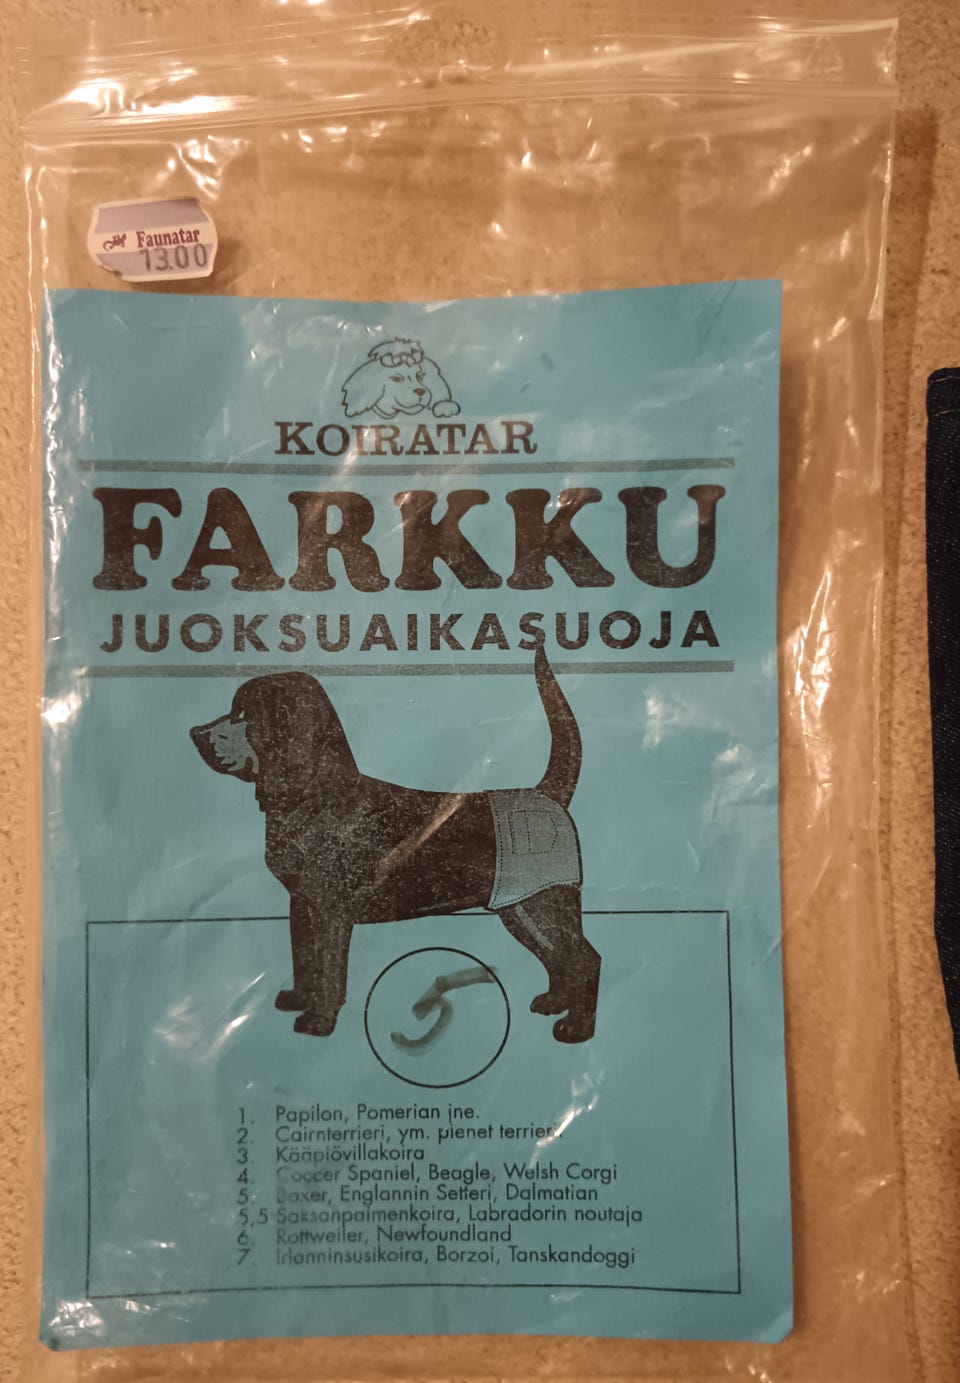 Faunatar
13.00
KOIRATAR
FARKKU
JUOKSUAIKASUOJA
5
1. Papilon, Pomerian jne.
2. Cairnterrieri, ym. pienet terrieri.
3. Kääpiövillakoira
4. Coccer Spaniel, Beagle, Welsh Corgi
5. Boxer, Englannin Setteri, Dalmatian
5,5 Saksanpaimenkoira, Labradorin noutaja
6. Rottweiler, Newfoundland
7. Irlanninsusikoira, Borzoi, Tanskandoggi